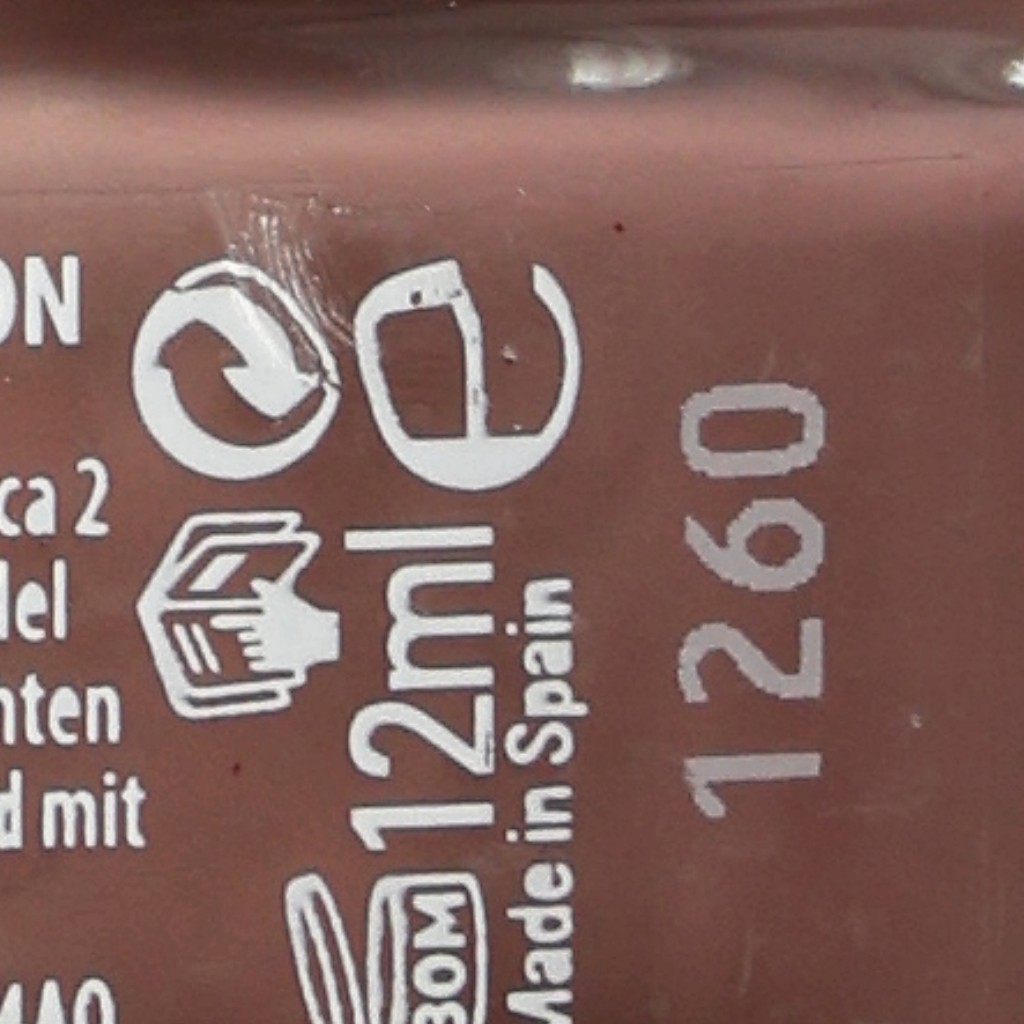 ON
ca 2
del
nten
d mit
e
12ml
30M
Made in Spain
1260